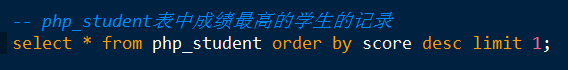 -- php_student表中成绩最高的学生的记录
select * from php_student order by score desc limit 1;